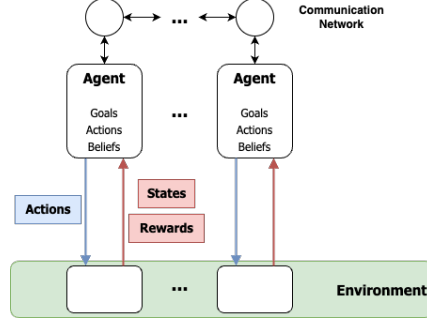 Communication
Network
...
Agent
Goals
Actions
Beliefs
...
Agent
Goals
Actions
Beliefs
Actions
States
Rewards
...
Environment